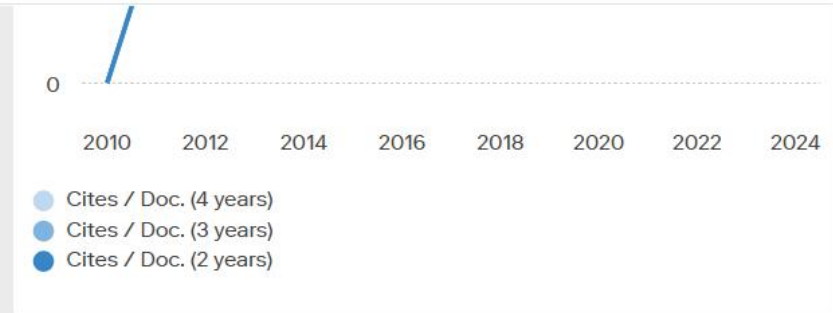 0
2010 2012 2014 2016 2018 2020 2022 2024
Cites / Doc. (4 years)
Cites / Doc. (3 years)
Cites / Doc. (2 years)